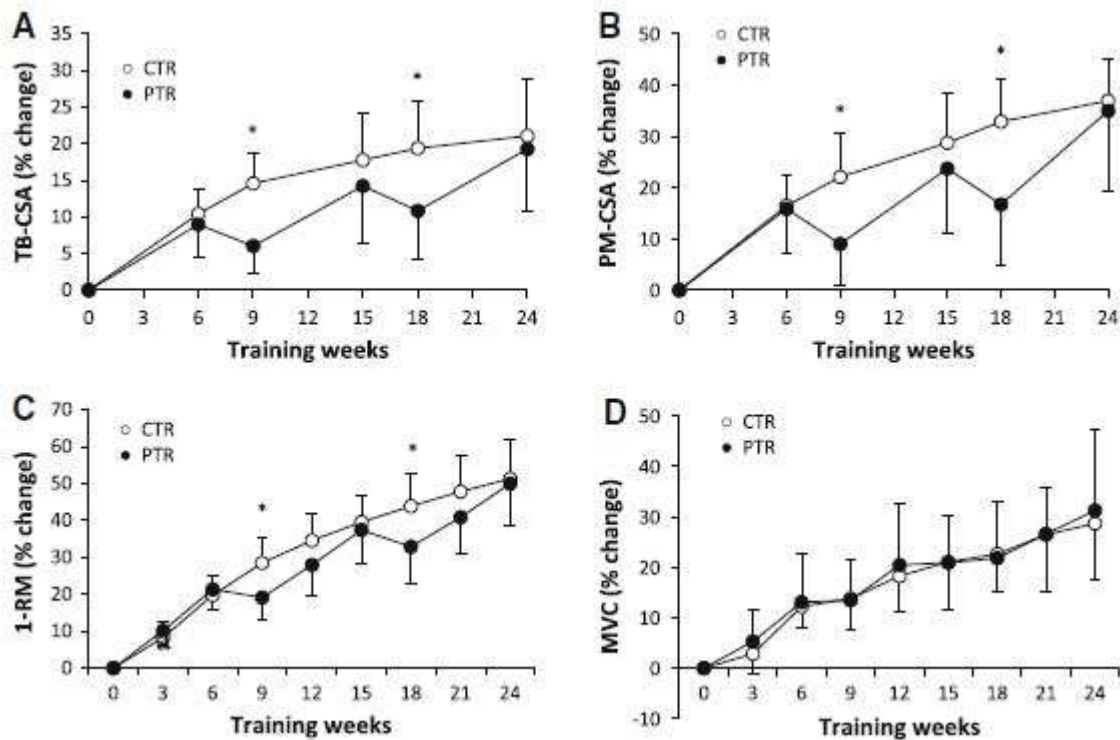 A
TB-CSA (% change)
35
30
25
20
15
10
5
0
CTR
PTR
*
*
0 3 6 9 12 15 18 21 24
Training weeks
B
PM-CSA (% change)
50
40
30
20
10
0
CTR
PTR
*
*
0 3 6 9 12 15 18 21 24
Training weeks
C
1-RM (% change)
70
60
50
40
30
20
10
0
CTR
PTR
*
*
0 3 6 9 12 15 18 21 24
Training weeks
D
MVC (% change)
50
40
30
20
10
0
-10
CTR
PTR
0 3 6 9 12 15 18 21 24
Training weeks